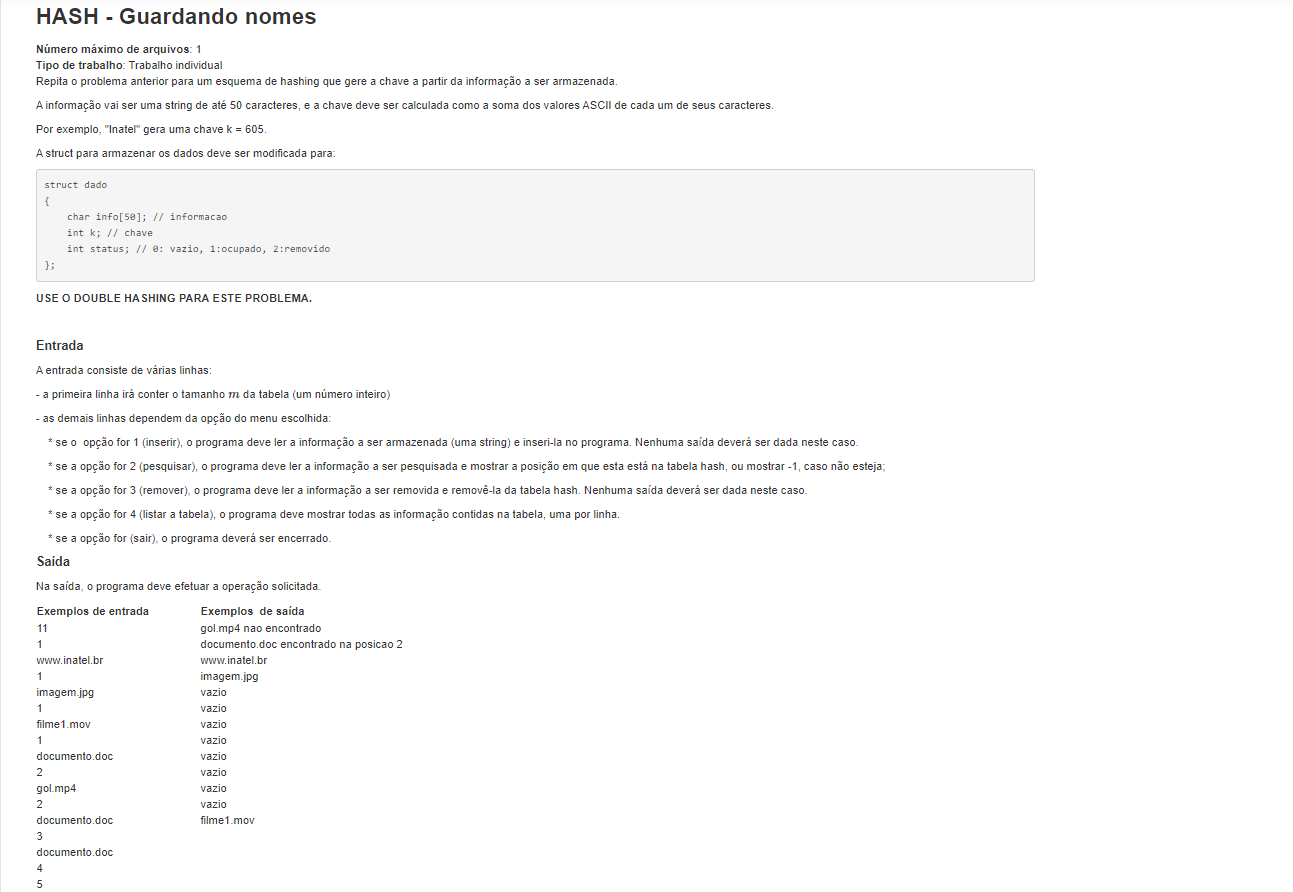 HASH - Guardando nomes
Número máximo de arquivos: 1
Tipo de trabalho: Trabalho individual
Repita o problema anterior para um esquema de hashing que gere a chave a partir da informação a ser armazenada.
A informação vai ser uma string de até 50 caracteres, e a chave deve ser calculada como a soma dos valores ASCII de cada um de seus caracteres.
Por exemplo, "Inatel" gera uma chave k = 605.
A struct para armazenar os dados deve ser modificada para:
struct dado
{
    char info[50]; // informacao
    int k; // chave
    int status; // 0: vazio, 1:ocupado, 2:removido
};
USE O DOUBLE HASHING PARA ESTE PROBLEMA.
Entrada
A entrada consiste de várias linhas:
- a primeira linha irá conter o tamanho m da tabela (um número inteiro)
- as demais linhas dependem da opção do menu escolhida:
* se o  opção for 1 (inserir), o programa deve ler a informação a ser armazenada (uma string) e inseri-la no programa. Nenhuma saída deverá ser dada neste caso.
* se a opção for 2 (pesquisar), o programa deve ler a informação a ser pesquisada e mostrar a posição em que esta está na tabela hash, ou mostrar -1, caso não esteja;
* se a opção for 3 (remover), o programa deve ler a informação a ser removida e removê-la da tabela hash. Nenhuma saída deverá ser dada neste caso.
* se a opção for 4 (listar a tabela), o programa deve mostrar todas as informação contidas na tabela, uma por linha.
* se a opção for (sair), o programa deverá ser encerrado.
Saída
Na saída, o programa deve efetuar a operação solicitada.
Exemplos de entrada Exemplos  de saída
11 gol.mp4 nao encontrado
1 documento.doc encontrado na posicao 2
www.inatel.br www.inatel.br
1 imagem.jpg
imagem.jpg vazio
1 vazio
filme1.mov vazio
1 vazio
documento.doc vazio
2 vazio
gol.mp4 vazio
2 vazio
documento.doc filme1.mov
3
documento.doc
4
5